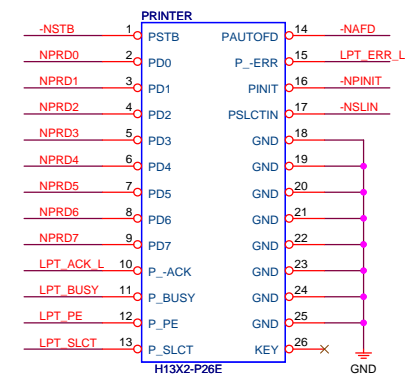 PRINTER
-NSTB 1 PSTB PAUTOFD 14 -NAFD
NPRD0 2 PD0 P_-ERR 15 LPT_ERR_L
NPRD1 3 PD1 PINIT 16 -NPINIT
NPRD2 4 PD2 PSLCTIN 17 -NSLIN
NPRD3 5 PD3 GND 18
NPRD4 6 PD4 GND 19
NPRD5 7 PD5 GND 20
NPRD6 8 PD6 GND 21
NPRD7 9 PD7 GND 22
LPT_ACK_L 10 P_-ACK GND 23
LPT_BUSY 11 P_BUSY GND 24
LPT_PE 12 P_PE GND 25
LPT_SLCT 13 P_SLCT KEY 26
H13X2-P26E GND